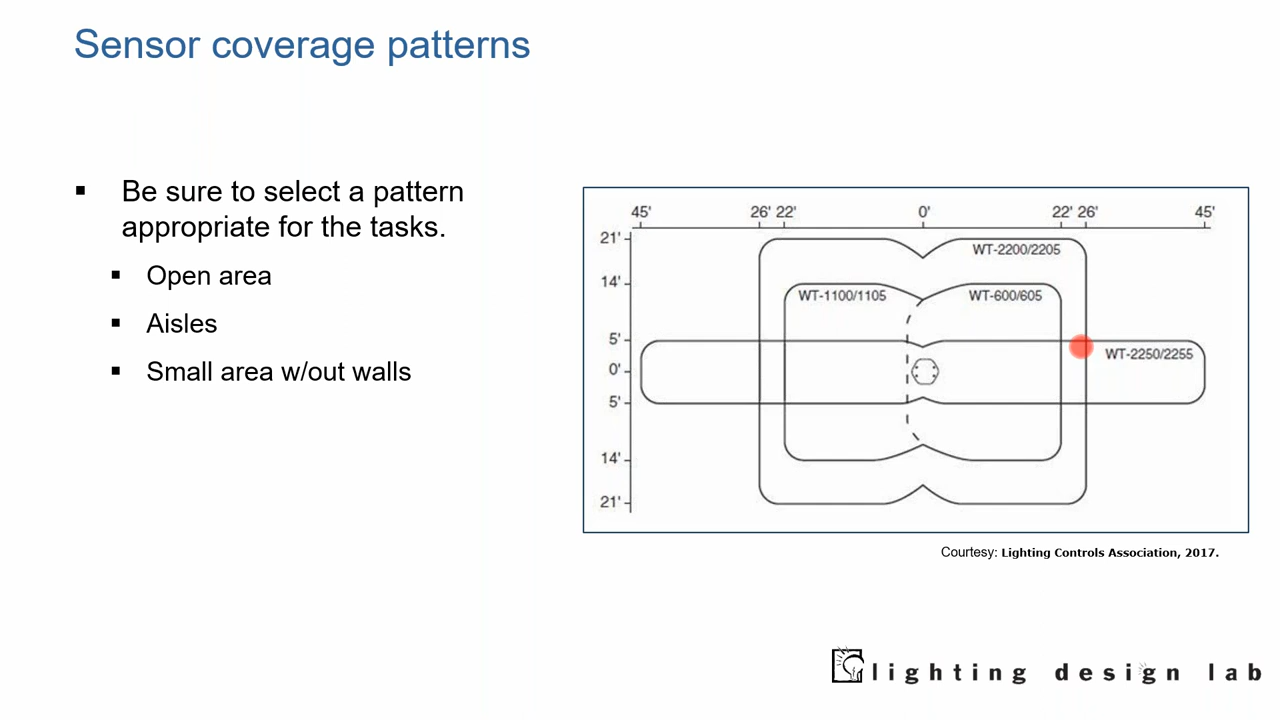 Sensor coverage patterns
▪ Be sure to select a pattern
appropriate for the tasks.
▪ Open area
▪ Aisles
▪ Small area w/out walls
45' 26' 22' 0' 22' 26' 45'
21'
WT-2200/2205
14'
WT-1100/1105 WT-600/605
5'
WT-2250/2255
0'
5'
14'
21'
Courtesy: Lighting Controls Association, 2017.
lighting design lab